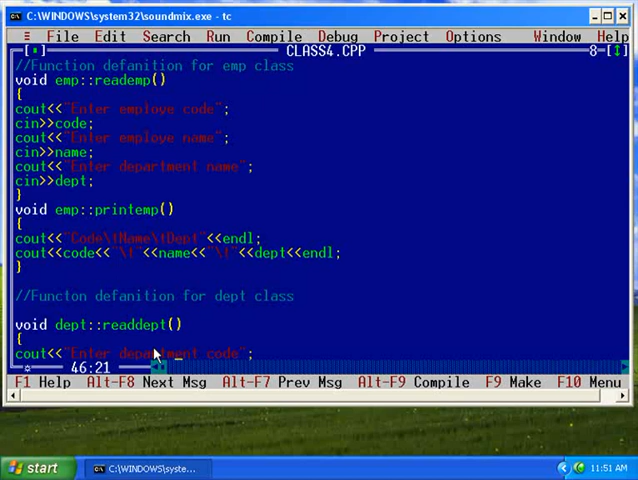 C:\WINDOWS\system32\soundmix.exe - tc
≡ File Edit Search Run Compile Debug Project Options Window Help
[▪] CLASS4.CPP 8=[↕]
//Function defanition for emp class
void emp::reademp()
{
cout<<"Enter employe code";
cin>>code;
cout<<"Enter employe name";
cin>>name;
cout<<"Enter department name";
cin>>dept;
}
void emp::printemp()
{
cout<<"Code\tName\tDept"<<endl;
cout<<code<<"\t"<<name<<"\t"<<dept<<endl;
}
//Functon defanition for dept class
void dept::readdept()
{
cout<<"Enter department code";
46:21
F1 Help Alt-F8 Next Msg Alt-F7 Prev Msg Alt-F9 Compile F9 Make F10 Menu
start C:\WINDOWS\syste... 11:51 AM